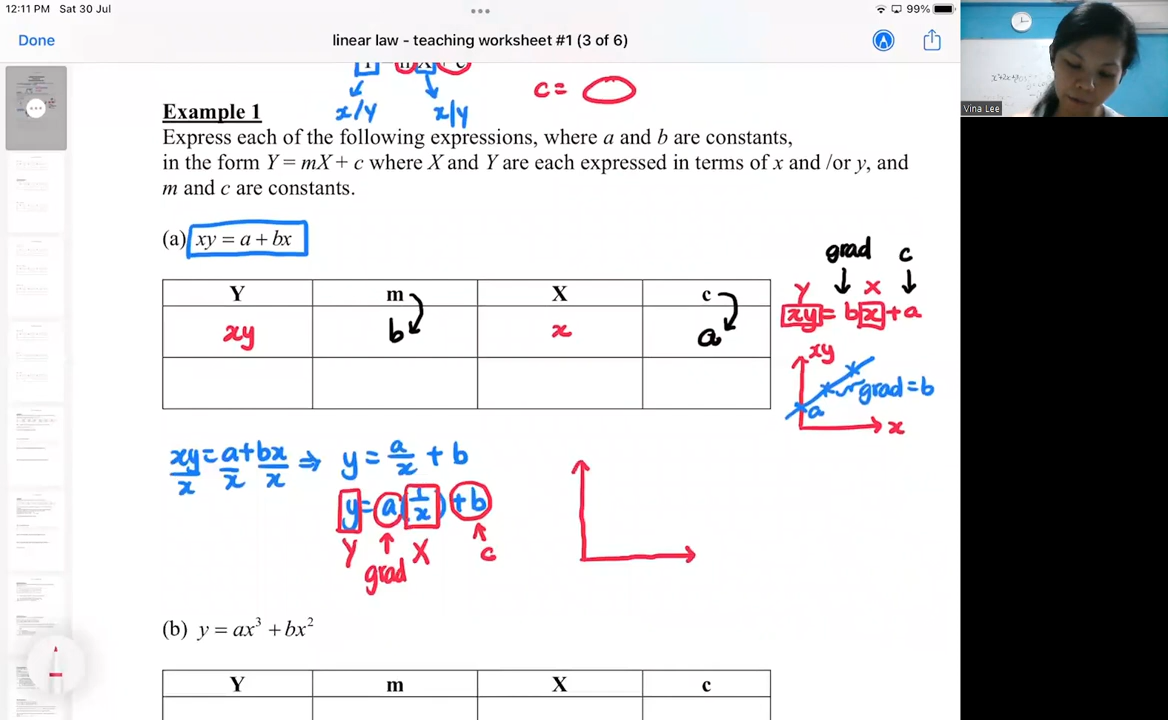 12:11 PM Sat 30 Jul
99%
Done
linear law - teaching worksheet #1 (3 of 6)
x/y x/y c =
Example 1
Express each of the following expressions, where a and b are constants,
in the form Y = mX + c where X and Y are each expressed in terms of x and /or y, and
m and c are constants.
(a) xy = a + bx
grad c
Y X
xy = bx + a
Y m X c
xy b x a
xy
grad = b
a
x
xy/x = a/x + bx/x ⇒ y = a/x + b
y = a(1/x) + b
Y grad X c
(b) y = ax³ + bx²
Y m X c
Vina Lee